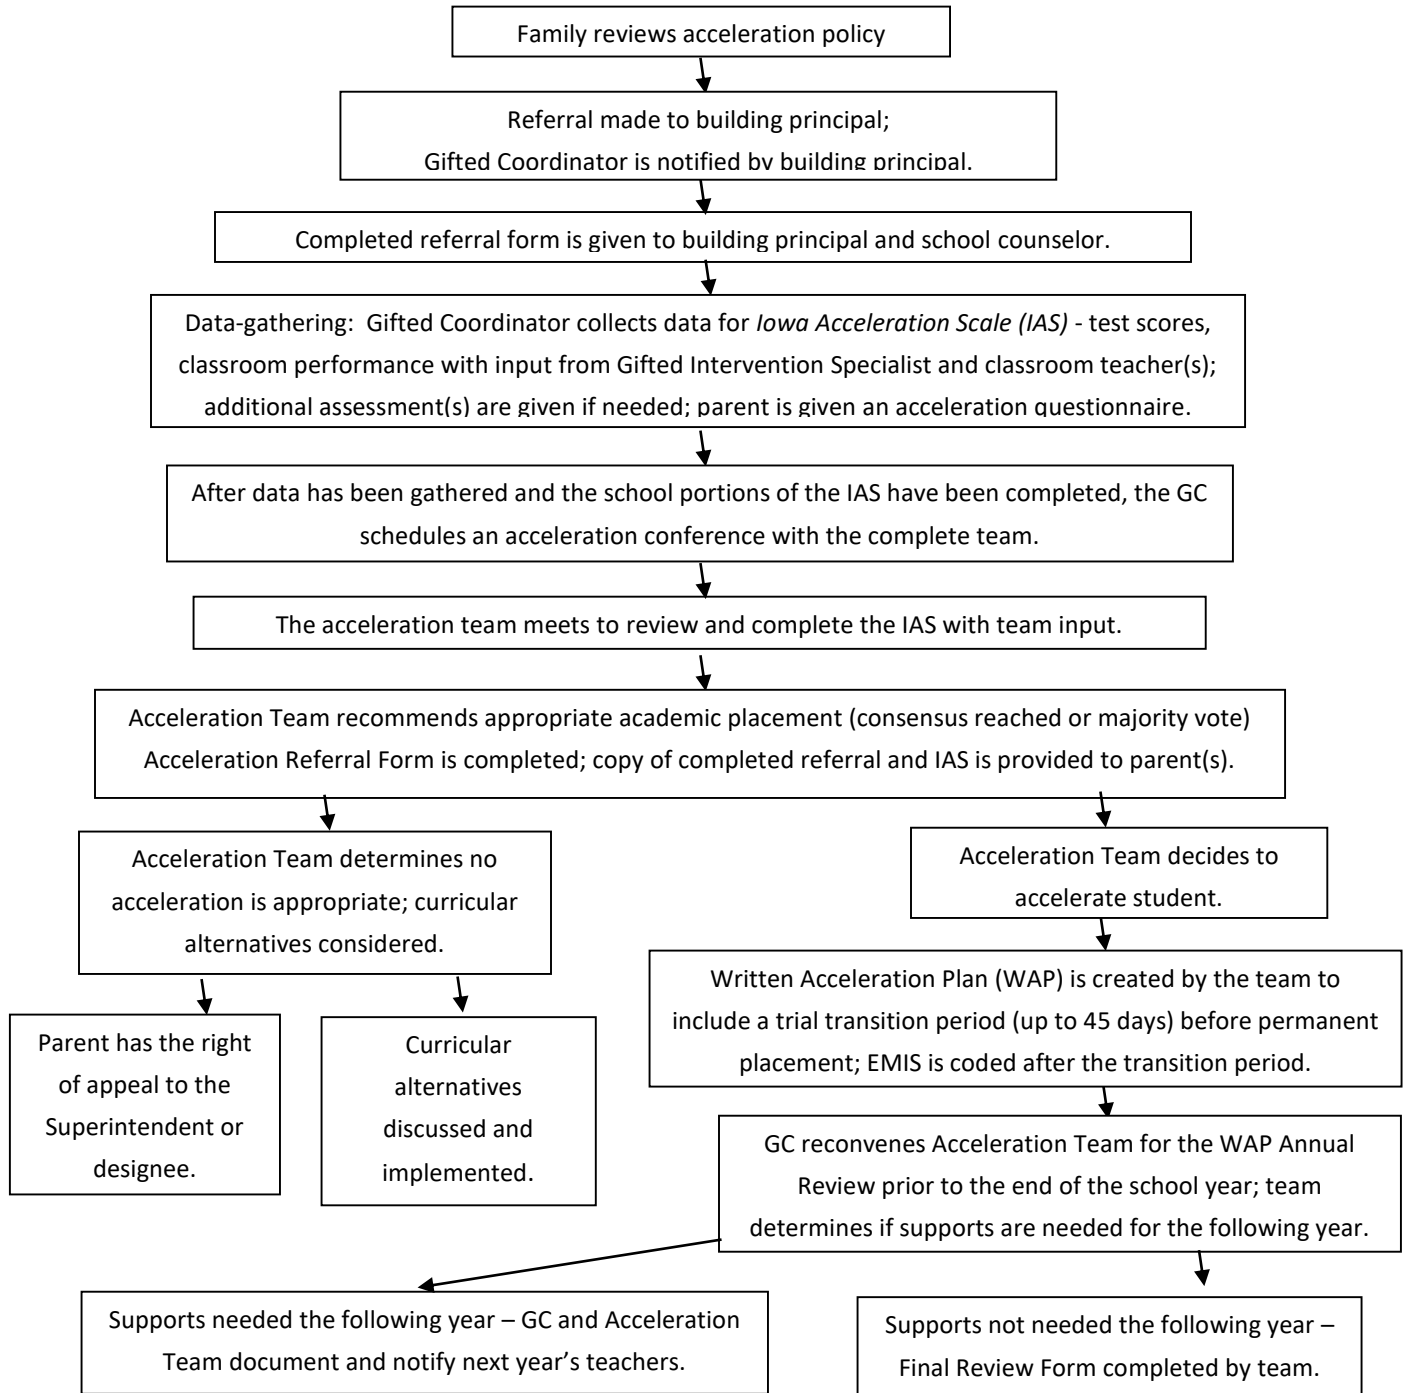 Family reviews acceleration policy
Referral made to building principal;
Gifted Coordinator is notified by building principal.
Completed referral form is given to building principal and school counselor.
Data-gathering:  Gifted Coordinator collects data for Iowa Acceleration Scale (IAS) - test scores,
classroom performance with input from Gifted Intervention Specialist and classroom teacher(s);
additional assessment(s) are given if needed; parent is given an acceleration questionnaire.
After data has been gathered and the school portions of the IAS have been completed, the GC
schedules an acceleration conference with the complete team.
The acceleration team meets to review and complete the IAS with team input.
Acceleration Team recommends appropriate academic placement (consensus reached or majority vote)
Acceleration Referral Form is completed; copy of completed referral and IAS is provided to parent(s).
Acceleration Team determines no
acceleration is appropriate; curricular
alternatives considered.
Parent has the right
of appeal to the
Superintendent or
designee.
Curricular
alternatives
discussed and
implemented.
Acceleration Team decides to
accelerate student.
Written Acceleration Plan (WAP) is created by the team to
include a trial transition period (up to 45 days) before permanent
placement; EMIS is coded after the transition period.
GC reconvenes Acceleration Team for the WAP Annual
Review prior to the end of the school year; team
determines if supports are needed for the following year.
Supports needed the following year – GC and Acceleration
Team document and notify next year’s teachers.
Supports not needed the following year –
Final Review Form completed by team.